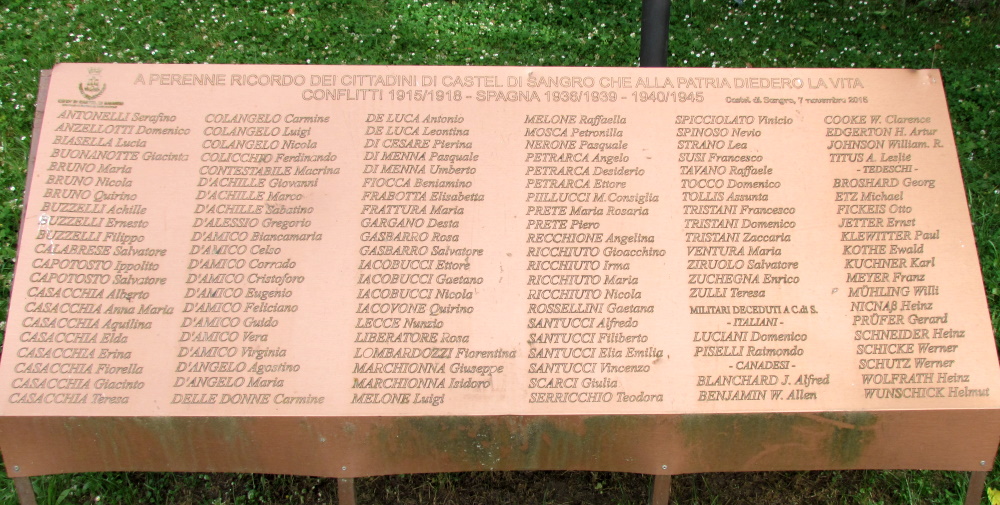 A PERENNE RICORDO DEI CITTADINI DI CASTEL DI SANGRO CHE ALLA PATRIA DIEDERO LA VITA
CONFLITTI 1915/1918 - SPAGNA 1936/1939 - 1940/1945
Castel di Sangro, 7 novembre 2015
ANTONELLI Serafino
ANZELLOTTI Domenico
BIASELLA Lucia
BUONANOTTE Giacinto
BRUNO Maria
BRUNO Nicola
BRUNO Quirino
BUZZELLI Achille
BUZZELLI Ernesto
BUZZELLI Filippo
CALABRESE Salvatore
CAPOTOSTO Ippolito
CAPOTOSTO Salvatore
CASACCHIA Alberto
CASACCHIA Anna Maria
CASACCHIA Aquilina
CASACCHIA Elda
CASACCHIA Erina
CASACCHIA Fiorella
CASACCHIA Giacinto
CASACCHIA Teresa
COLANGELO Carmine
COLANGELO Luigi
COLANGELO Nicola
COLICCHIO Ferdinando
CONTESTABILE Macrina
D'ACHILLE Giovanni
D'ACHILLE Marco
D'ACHILLE Sabatino
D'ALESSIO Gregorio
D'AMICO Biancamaria
D'AMICO Celso
D'AMICO Corrado
D'AMICO Cristoforo
D'AMICO Eugenio
D'AMICO Feliciano
D'AMICO Guido
D'AMICO Vera
D'AMICO Virginia
D'ANGELO Agostino
D'ANGELO Maria
DELLE DONNE Carmine
DE LUCA Antonio
DE LUCA Leontina
DI CESARE Pierina
DI MENNA Pasquale
DI MENNA Umberto
FIOCCA Beniamino
FRABOTTA Elisabetta
FRATTURA Maria
GARGANO Desta
GASBARRO Rosa
GASBARRO Salvatore
IACOBUCCI Ettore
IACOBUCCI Gaetano
IACOBUCCI Nicola
IACOVONE Quirino
LECCE Nunzio
LIBERATORE Rosa
LOMBARDOZZI Fiorentina
MARCHIONNA Giuseppe
MARCHIONNA Isidoro
MELONE Luigi
MELONE Raffaella
MOSCA Petronilla
NERONE Pasquale
PETRARCA Angelo
PETRARCA Desiderio
PETRARCA Ettore
PIILLUCCI M.Consiglia
PRETE Maria Rosaria
PRETE Piero
RECCHIONE Angelina
RICCHIUTO Gioacchino
RICCHIUTO Irma
RICCHIUTO Maria
RICCHIUTO Nicola
ROSSELLINI Gaetana
SANTUCCI Alfredo
SANTUCCI Filiberto
SANTUCCI Elia Emilia
SANTUCCI Vincenzo
SCARCI Giulia
SERRICCHIO Teodora
SPICCIOLATO Vinicio
SPINOSO Nevio
STRANO Lea
SUSI Francesco
TAVANO Raffaele
TOCCO Domenico
TOLLIS Assunta
TRISTANI Francesco
TRISTANI Domenico
TRISTANI Zaccaria
VENTURA Maria
ZIRUOLO Salvatore
ZUCHEGNA Enrico
ZULLI Teresa
MILITARI DECEDUTI A C.di S.
- ITALIANI -
LUCIANI Domenico
PISELLI Raimondo
- CANADESI -
BLANCHARD J. Alfred
BENJAMIN W. Allen
COOKE W. Clarence
EDGERTON H. Artur
JOHNSON William. R.
TITUS A. Leslie
- TEDESCHI -
BROSHARD Georg
ETZ Michael
FICKEIS Otto
JETTER Ernst
KLEWITTER Paul
KÖTHE Ewald
KUCHNER Karl
MEYER Franz
MÜHLING Willi
NICNAß Heinz
PRÜFER Gerard
SCHNEIDER Heinz
SCHICKE Werner
SCHUTZ Werner
WOLFRATH Heinz
WUNSCHICK Helmut